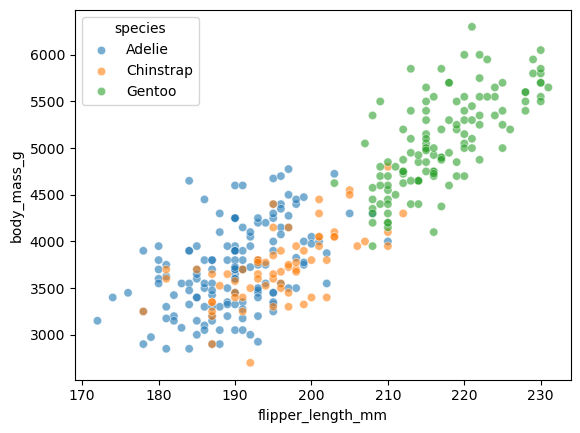 species
Adelie
Chinstrap
Gentoo
body_mass_g
6000
5500
5000
4500
4000
3500
3000
170 180 190 200 210 220 230
flipper_length_mm